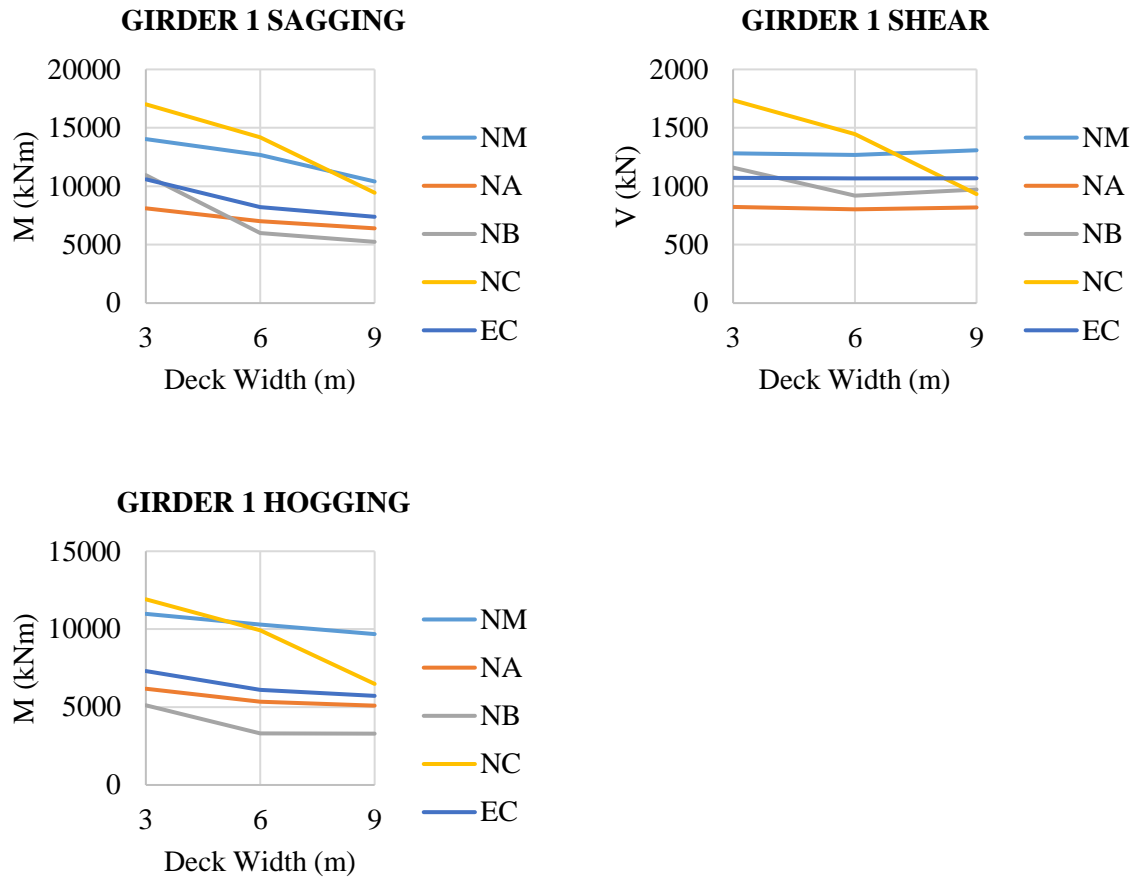 GIRDER 1 SAGGING
20000
15000
10000
5000
0
M (kNm)
3 6 9
Deck Width (m)
NM
NA
NB
NC
EC
GIRDER 1 SHEAR
2000
1500
1000
500
0
V (kN)
3 6 9
Deck Width (m)
NM
NA
NB
NC
EC
GIRDER 1 HOGGING
15000
10000
5000
0
M (kNm)
3 6 9
Deck Width (m)
NM
NA
NB
NC
EC